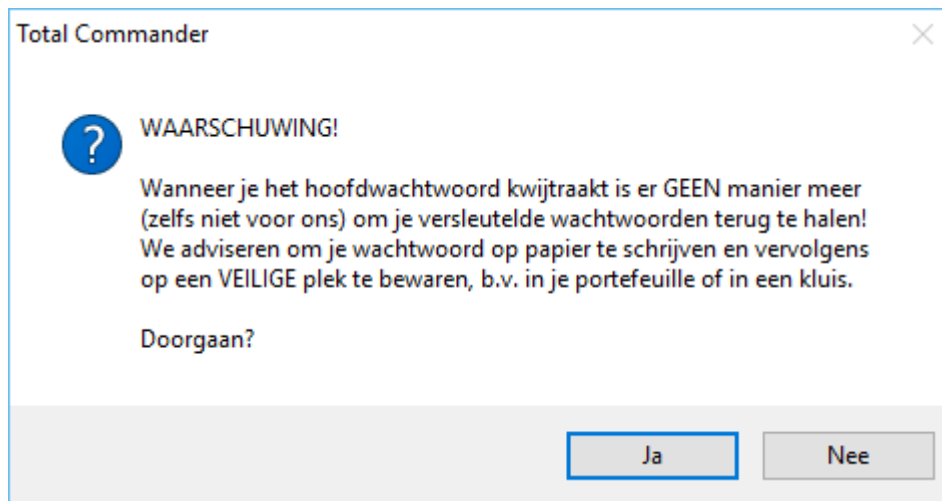 Total Commander
WAARSCHUWING!
Wanneer je het hoofdwachtwoord kwijtraakt is er GEEN manier meer
(zelfs niet voor ons) om je versleutelde wachtwoorden terug te halen!
We adviseren om je wachtwoord op papier te schrijven en vervolgens
op een VEILIGE plek te bewaren, b.v. in je portefeuille of in een kluis.
Doorgaan?
Ja Nee